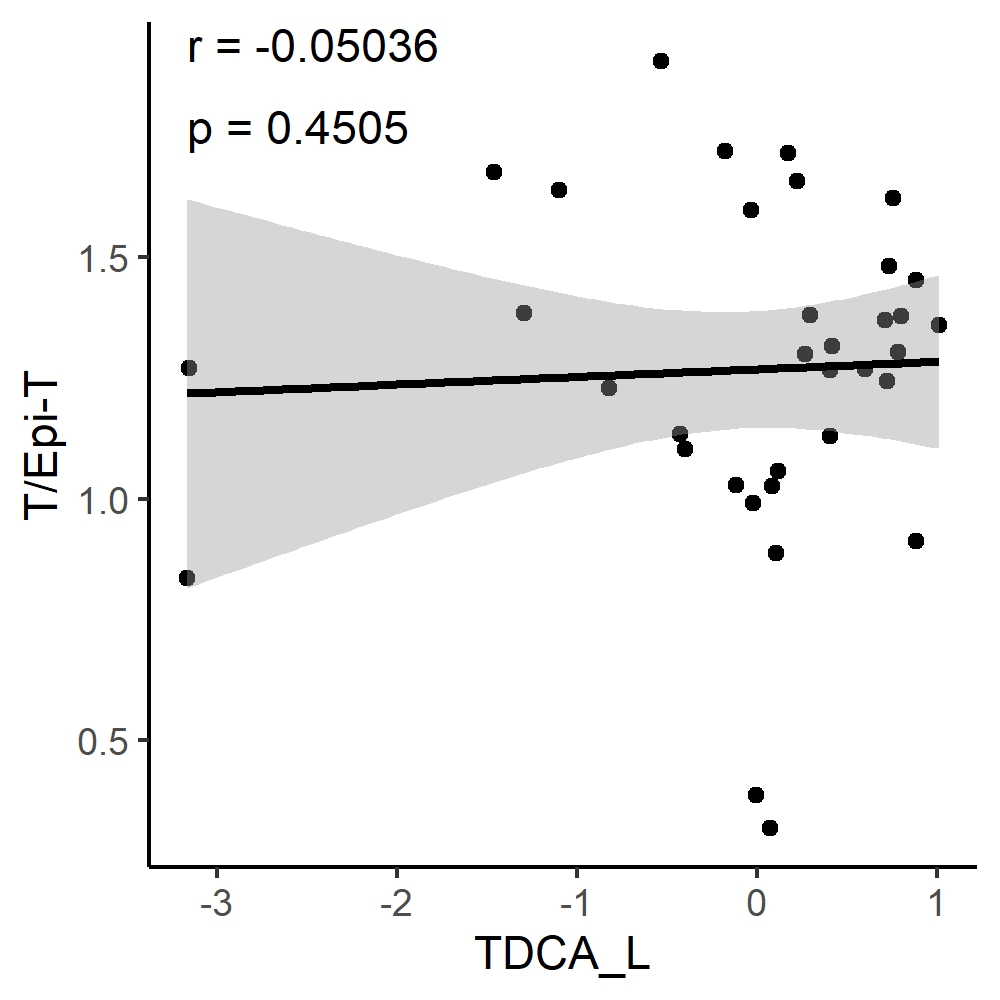 r = -0.05036
p = 0.4505
T/Epi-T
1.5
1.0
0.5
-3 -2 -1 0 1
TDCA_L